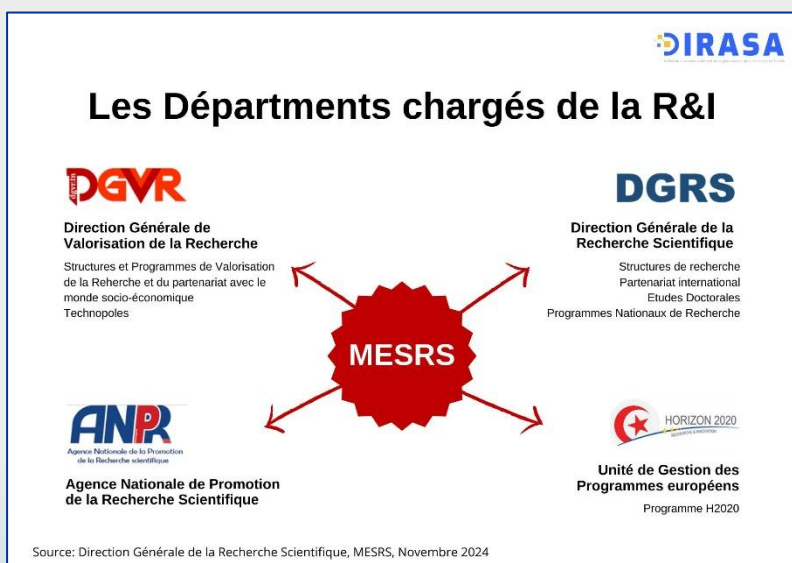 DIRASA
Les Départments chargés de la R&I
dgvr.tn
DGVR
Direction Générale de
Valorisation de la Recherche
Structures et Programmes de Valorisation
de la Reherche et du partenariat avec le
monde socio-économique
Technopoles
DGRS
Direction Générale de la
Recherche Scientifique
Structures de recherche
Partenariat international
Etudes Doctorales
Programmes Nationaux de Recherche
MESRS
ANPR
Agence Nationale de la Promotion
de la Recherche scientifique
Agence Nationale de Promotion
de la Recherche Scientifique
HORIZON 2020
RECHERCHE & INNOVATION
Unité de Gestion des
Programmes européens
Programme H2020
Source: Direction Générale de la Recherche Scientifique, MESRS, Novembre 2024